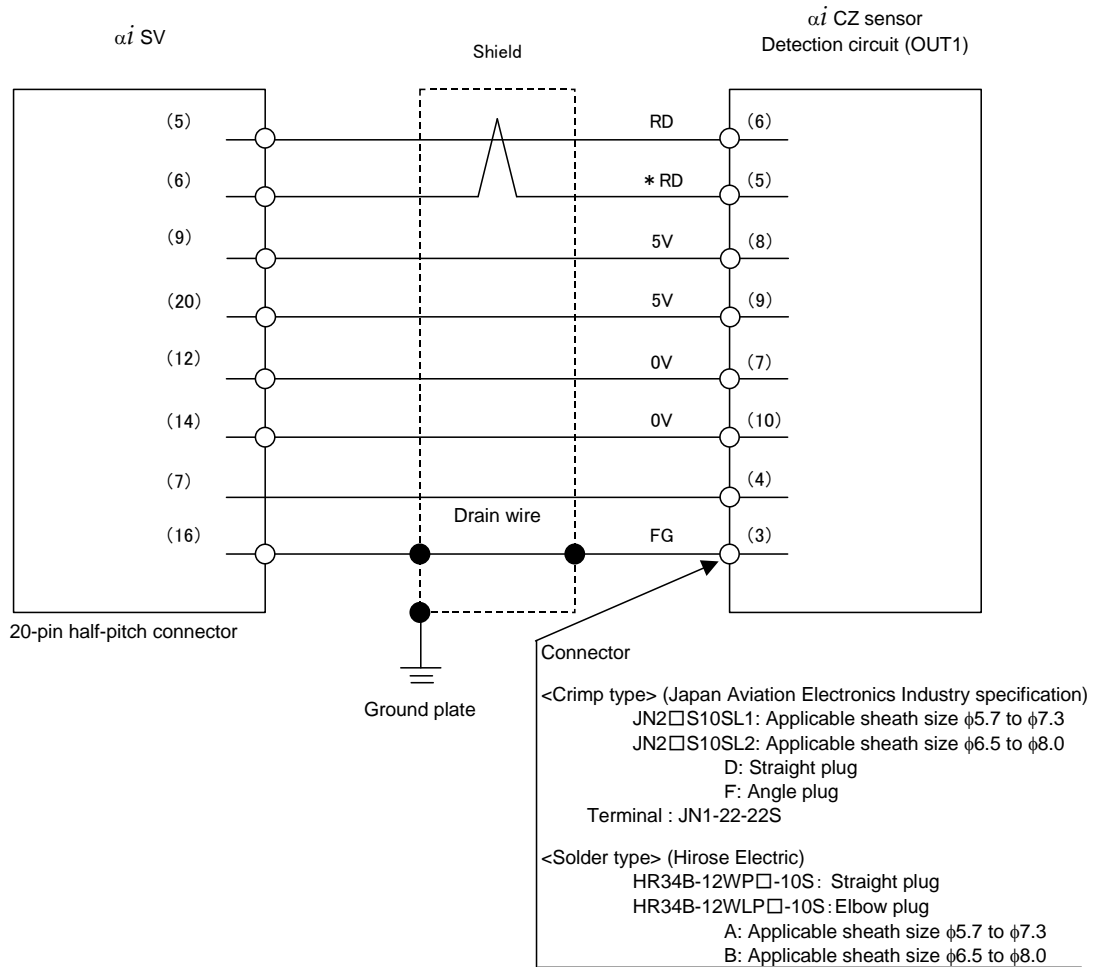 αi SV
Shield
αi CZ sensor
Detection circuit (OUT1)
(5) RD (6)
(6) *RD (5)
(9) 5V (8)
(20) 5V (9)
(12) 0V (7)
(14) 0V (10)
(7) (4)
Drain wire
(16) FG (3)
20-pin half-pitch connector
Ground plate
Connector
<Crimp type> (Japan Aviation Electronics Industry specification)
JN2□S10SL1: Applicable sheath size ϕ5.7 to ϕ7.3
JN2□S10SL2: Applicable sheath size ϕ6.5 to ϕ8.0
D: Straight plug
F: Angle plug
Terminal : JN1-22-22S
<Solder type> (Hirose Electric)
HR34B-12WP□-10S: Straight plug
HR34B-12WLP□-10S:Elbow plug
A: Applicable sheath size ϕ5.7 to ϕ7.3
B: Applicable sheath size ϕ6.5 to ϕ8.0